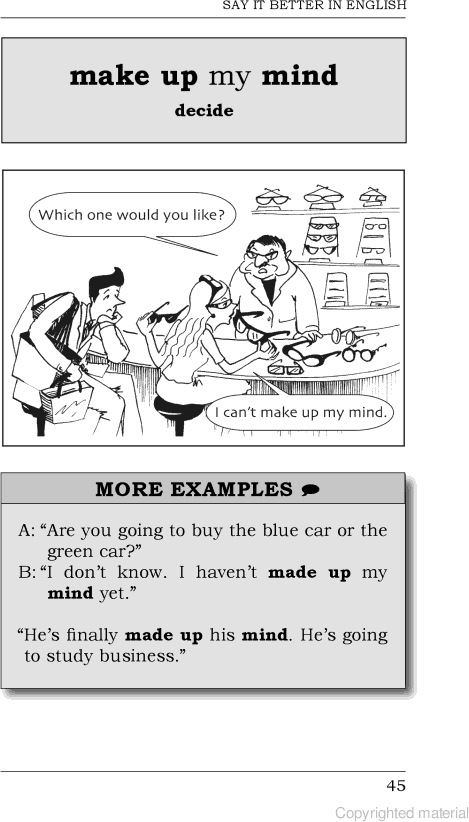 SAY IT BETTER IN ENGLISH
make up my mind
decide
Which one would you like?
I can't make up my mind.
MORE EXAMPLES
A: “Are you going to buy the blue car or the
green car?”
B: “I don’t know. I haven’t made up my
mind yet.”
“He’s finally made up his mind. He’s going
to study business.”
45
Copyrighted material